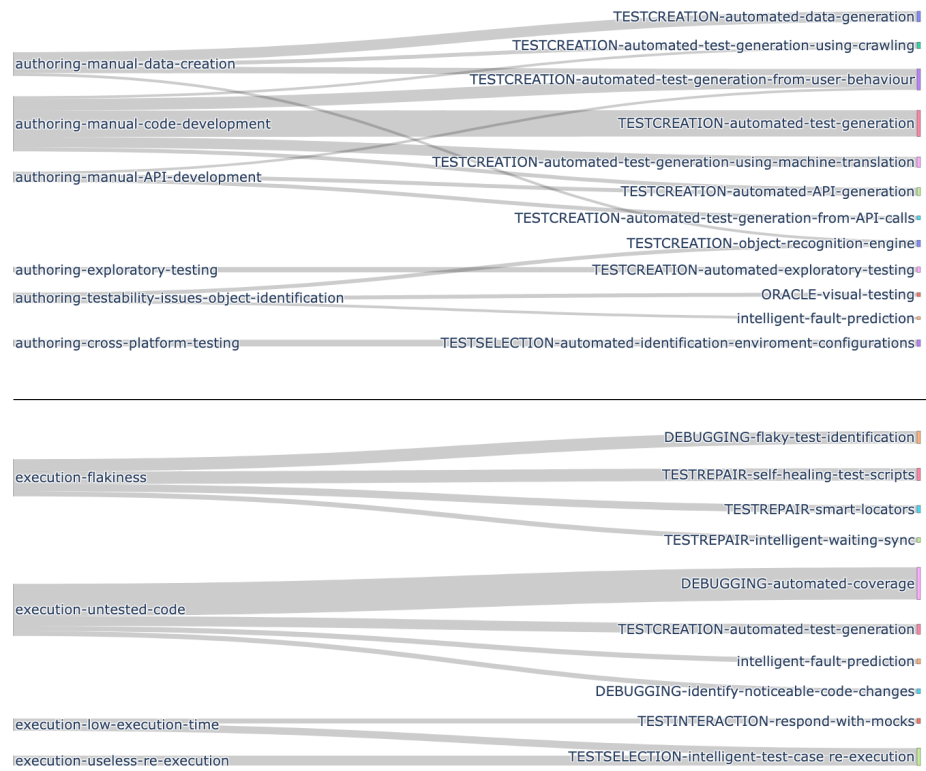 TESTCREATION-automated-data-generation
TESTCREATION-automated-test-generation-using-crawling
authoring-manual-data-creation
TESTCREATION-automated-test-generation-from-user-behaviour
authoring-manual-code-development
TESTCREATION-automated-test-generation
TESTCREATION-automated-test-generation-using-machine-translation
authoring-manual-API-development
TESTCREATION-automated-API-generation
TESTCREATION-automated-test-generation-from-API-calls
TESTCREATION-object-recognition-engine
authoring-exploratory-testing
TESTCREATION-automated-exploratory-testing
authoring-testability-issues-object-identification
ORACLE-visual-testing
intelligent-fault-prediction
authoring-cross-platform-testing
TESTSELECTION-automated-identification-enviroment-configurations
DEBUGGING-flaky-test-identification
execution-flakiness
TESTREPAIR-self-healing-test-scripts
TESTREPAIR-smart-locators
TESTREPAIR-intelligent-waiting-sync
DEBUGGING-automated-coverage
execution-untested-code
TESTCREATION-automated-test-generation
intelligent-fault-prediction
DEBUGGING-identify-noticeable-code-changes
execution-low-execution-time
TESTINTERACTION-respond-with-mocks
execution-useless-re-execution
TESTSELECTION-intelligent-test-case re-execution